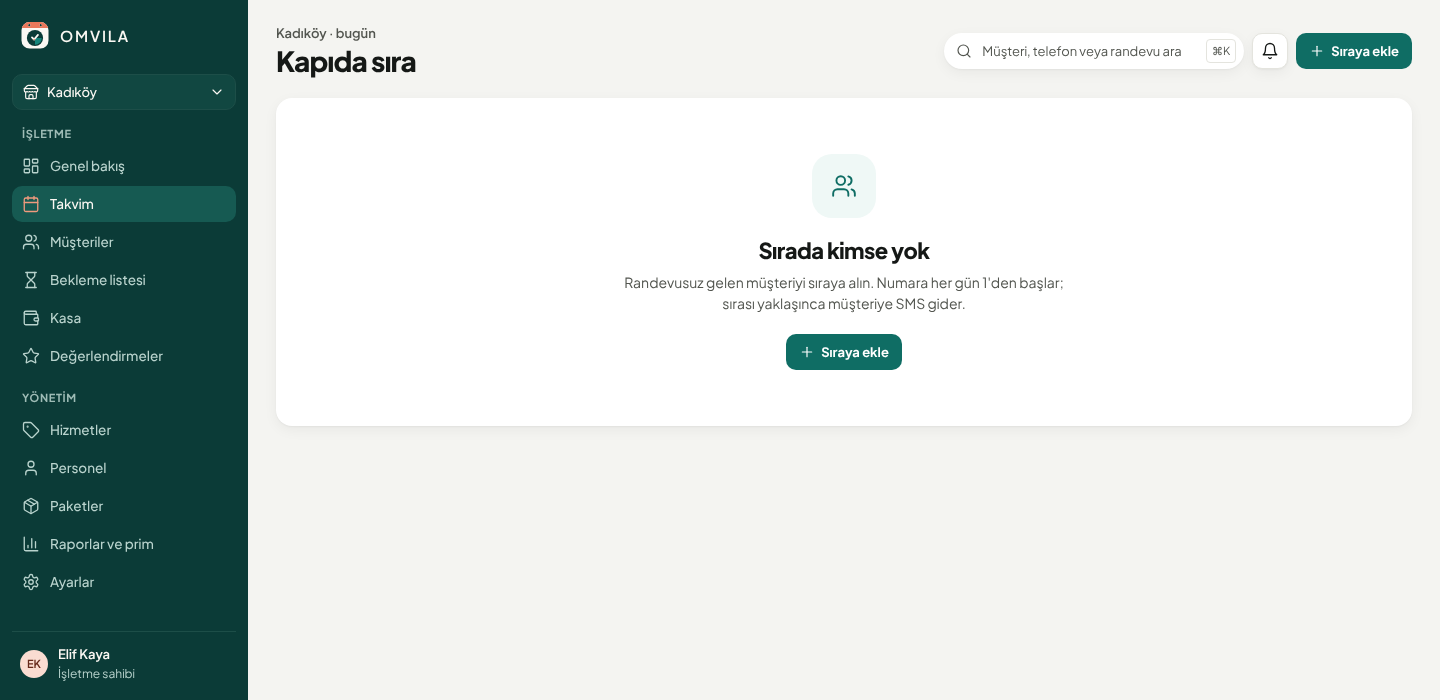 OMVILA
Kadıköy
İŞLETME
Genel bakış
Takvim
Müşteriler
Bekleme listesi
Kasa
Değerlendirmeler
YÖNETİM
Hizmetler
Personel
Paketler
Raporlar ve prim
Ayarlar
EK
Elif Kaya
İşletme sahibi
Kadıköy · bugün
Kapıda sıra
Müşteri, telefon veya randevu ara
⌘K
Sıraya ekle
Sırada kimse yok
Randevusuz gelen müşteriyi sıraya alın. Numara her gün 1'den başlar;
sırası yaklaşınca müşteriye SMS gider.
Sıraya ekle